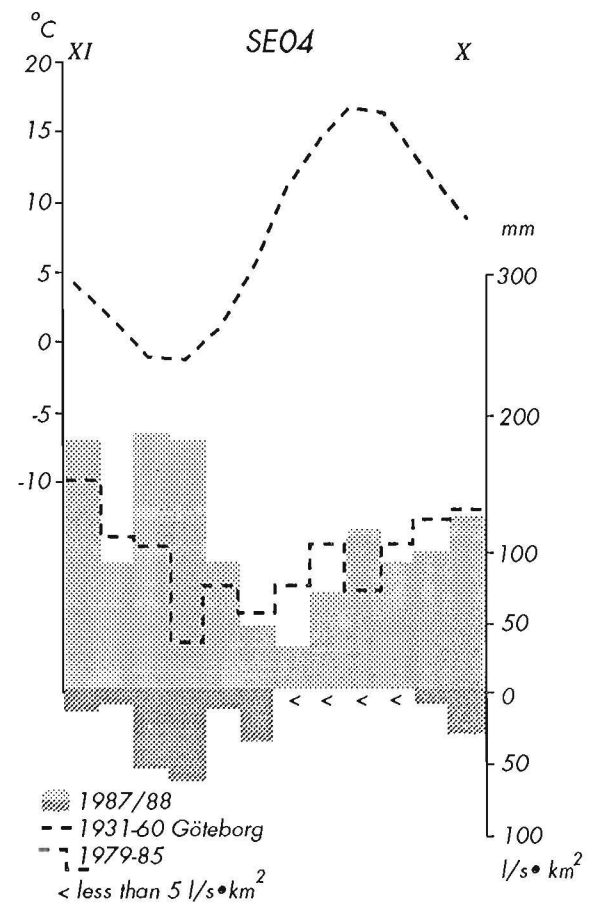 °C
XI SE04 X
20
15
10
5
0
-5
-10
mm
300
200
100
50
0
50
100
l/s•km²
< < < <
1987/88
1931-60 Göteborg
1979-85
< less than 5 l/s•km²